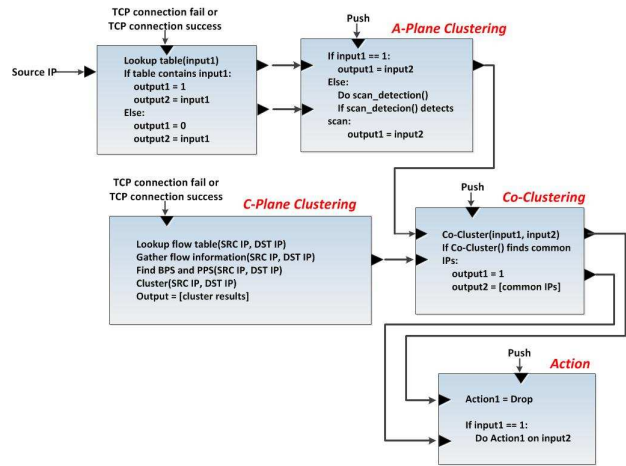 TCP connection fail or
TCP connection success
Push
A-Plane Clustering
Source IP
Lookup table(input1)
If table contains input1:
output1 = 1
output2 = input1
Else:
output1 = 0
output2 = input1
If input1 == 1:
output1 = input2
Else:
Do scan_detection()
If scan_detecion() detects
scan:
output1 = input2
TCP connection fail or
TCP connection success
C-Plane Clustering
Lookup flow table(SRC IP, DST IP)
Gather flow information(SRC IP, DST IP)
Find BPS and PPS(SRC IP, DST IP)
Cluster(SRC IP, DST IP)
Output = [cluster results]
Push
Co-Clustering
Co-Cluster(input1, input2)
If Co-Cluster() finds common
IPs:
output1 = 1
output2 = [common IPs]
Push
Action
Action1 = Drop
If input1 == 1:
Do Action1 on input2